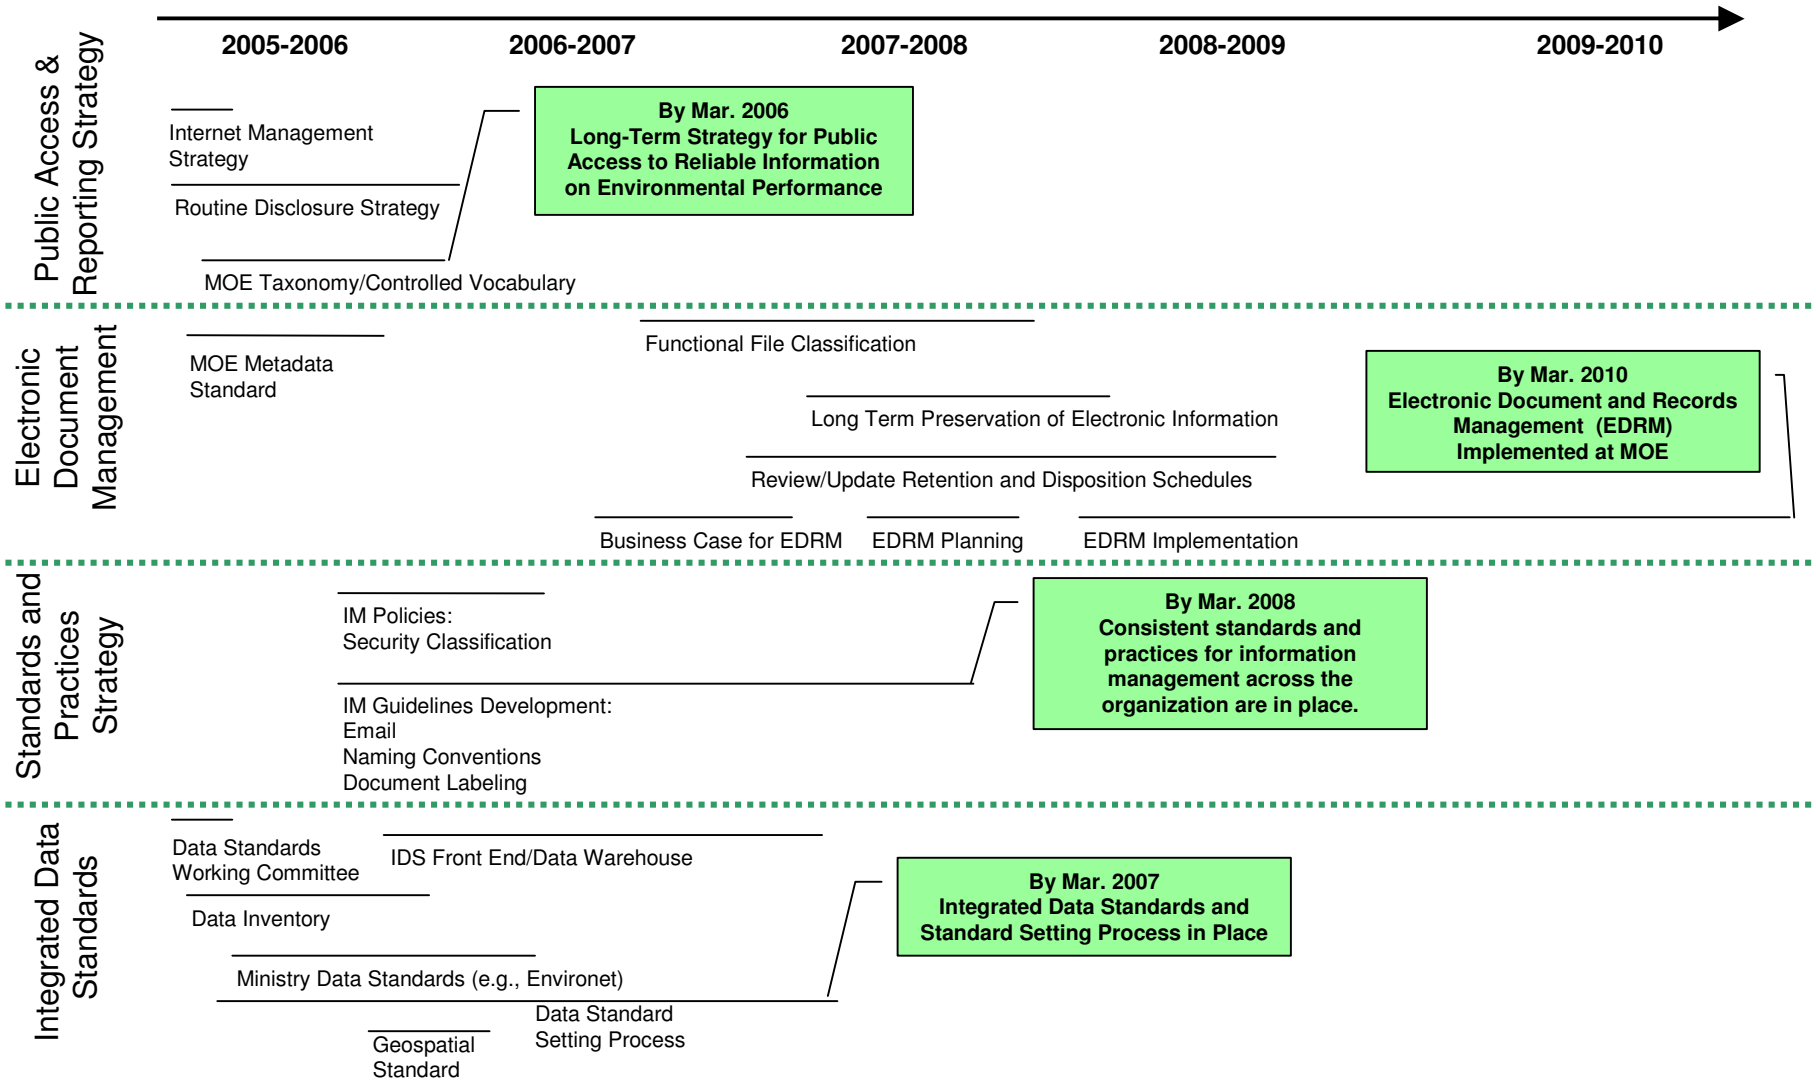 2005-2006
2006-2007
2007-2008
2008-2009
2009-2010
Public Access &
Reporting Strategy
Internet Management
Strategy
Routine Disclosure Strategy
MOE Taxonomy/Controlled Vocabulary
By Mar. 2006
Long-Term Strategy for Public
Access to Reliable Information
on Environmental Performance
Electronic
Document
Management
MOE Metadata
Standard
Functional File Classification
Long Term Preservation of Electronic Information
Review/Update Retention and Disposition Schedules
Business Case for EDRM
EDRM Planning
EDRM Implementation
By Mar. 2010
Electronic Document and Records
Management (EDRM)
Implemented at MOE
Standards and
Practices
Strategy
IM Policies:
Security Classification
IM Guidelines Development:
Email
Naming Conventions
Document Labeling
By Mar. 2008
Consistent standards and
practices for information
management across the
organization are in place.
Integrated Data
Standards
Data Standards
Working Committee
IDS Front End/Data Warehouse
Data Inventory
Ministry Data Standards (e.g., Environet)
Data Standard
Setting Process
Geospatial
Standard
By Mar. 2007
Integrated Data Standards and
Standard Setting Process in Place